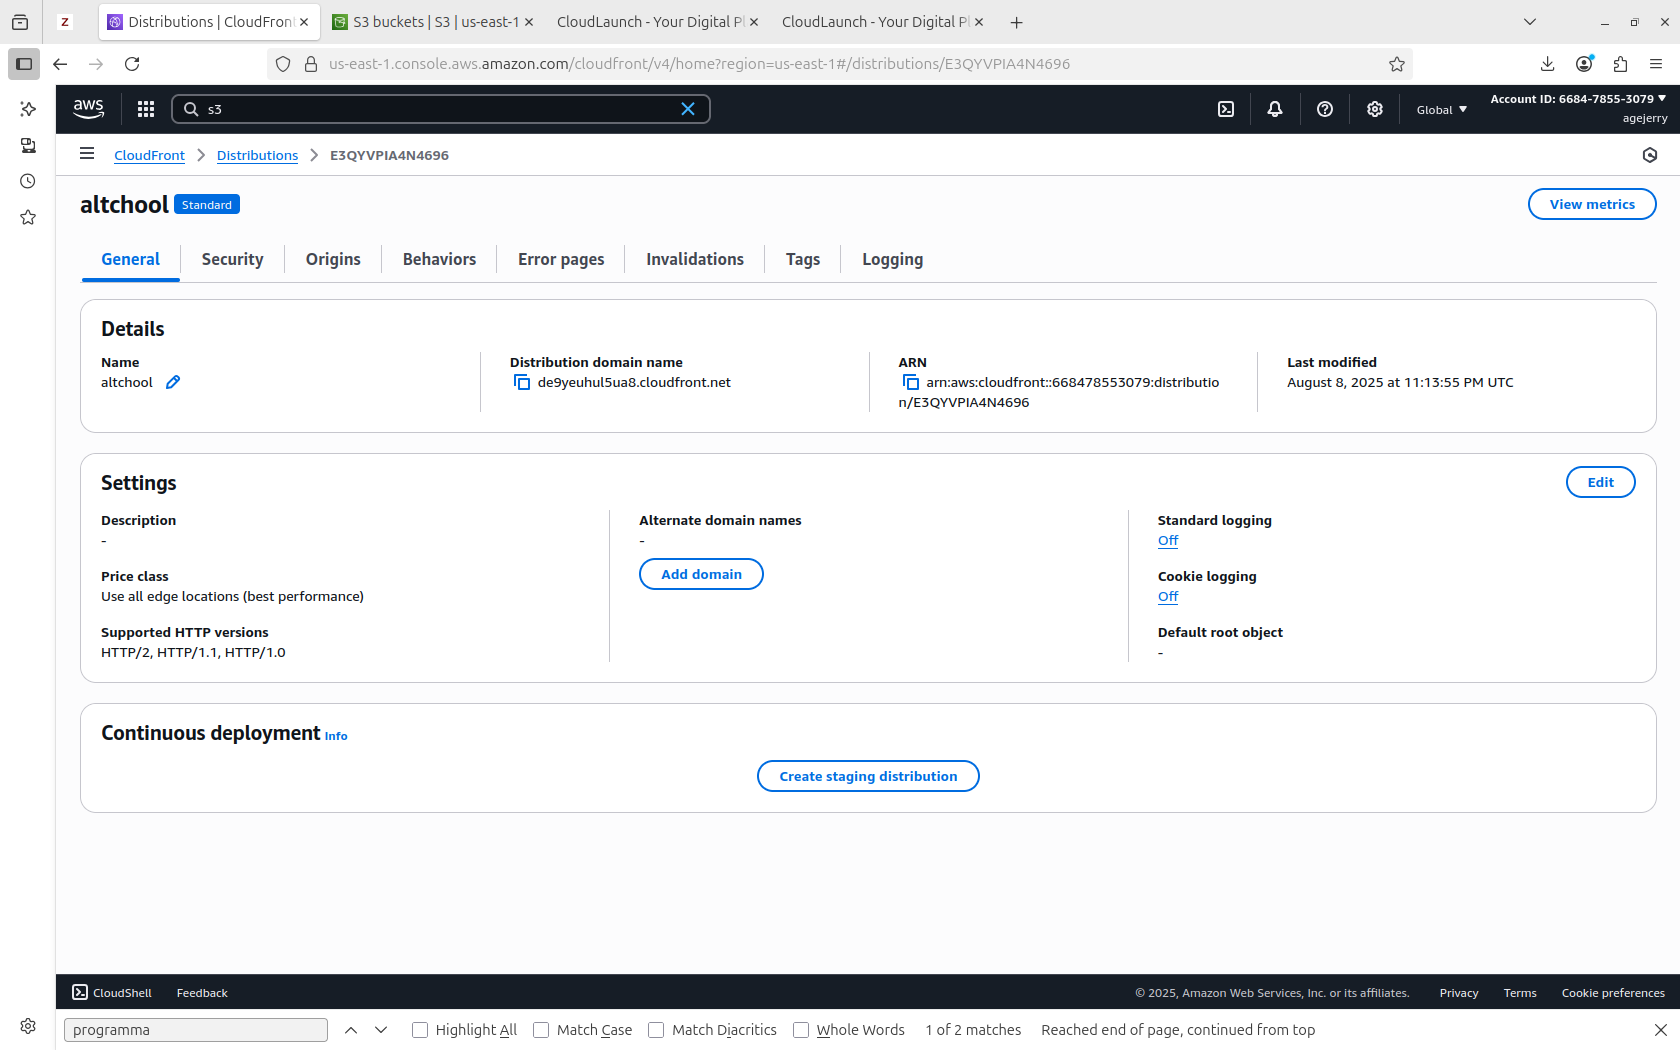 Z
Distributions | CloudFront
S3 buckets | S3 | us-east-1
CloudLaunch - Your Digital Pl
CloudLaunch - Your Digital Pl
us-east-1.console.aws.amazon.com/cloudfront/v4/home?region=us-east-1#/distributions/E3QYVPIA4N4696
aws
s3
Global
Account ID: 6684-7855-3079
agejerry
CloudFront
Distributions
E3QYVPIA4N4696
altchool
Standard
View metrics
General
Security
Origins
Behaviors
Error pages
Invalidations
Tags
Logging
Details
Name
altchool
Distribution domain name
de9yeuhul5ua8.cloudfront.net
ARN
arn:aws:cloudfront::668478553079:distributio
n/E3QYVPIA4N4696
Last modified
August 8, 2025 at 11:13:55 PM UTC
Settings
Edit
Description
-
Price class
Use all edge locations (best performance)
Supported HTTP versions
HTTP/2, HTTP/1.1, HTTP/1.0
Alternate domain names
-
Add domain
Standard logging
Off
Cookie logging
Off
Default root object
-
Continuous deployment Info
Create staging distribution
CloudShell
Feedback
© 2025, Amazon Web Services, Inc. or its affiliates.
Privacy
Terms
Cookie preferences
programma
Highlight All
Match Case
Match Diacritics
Whole Words
1 of 2 matches
Reached end of page, continued from top